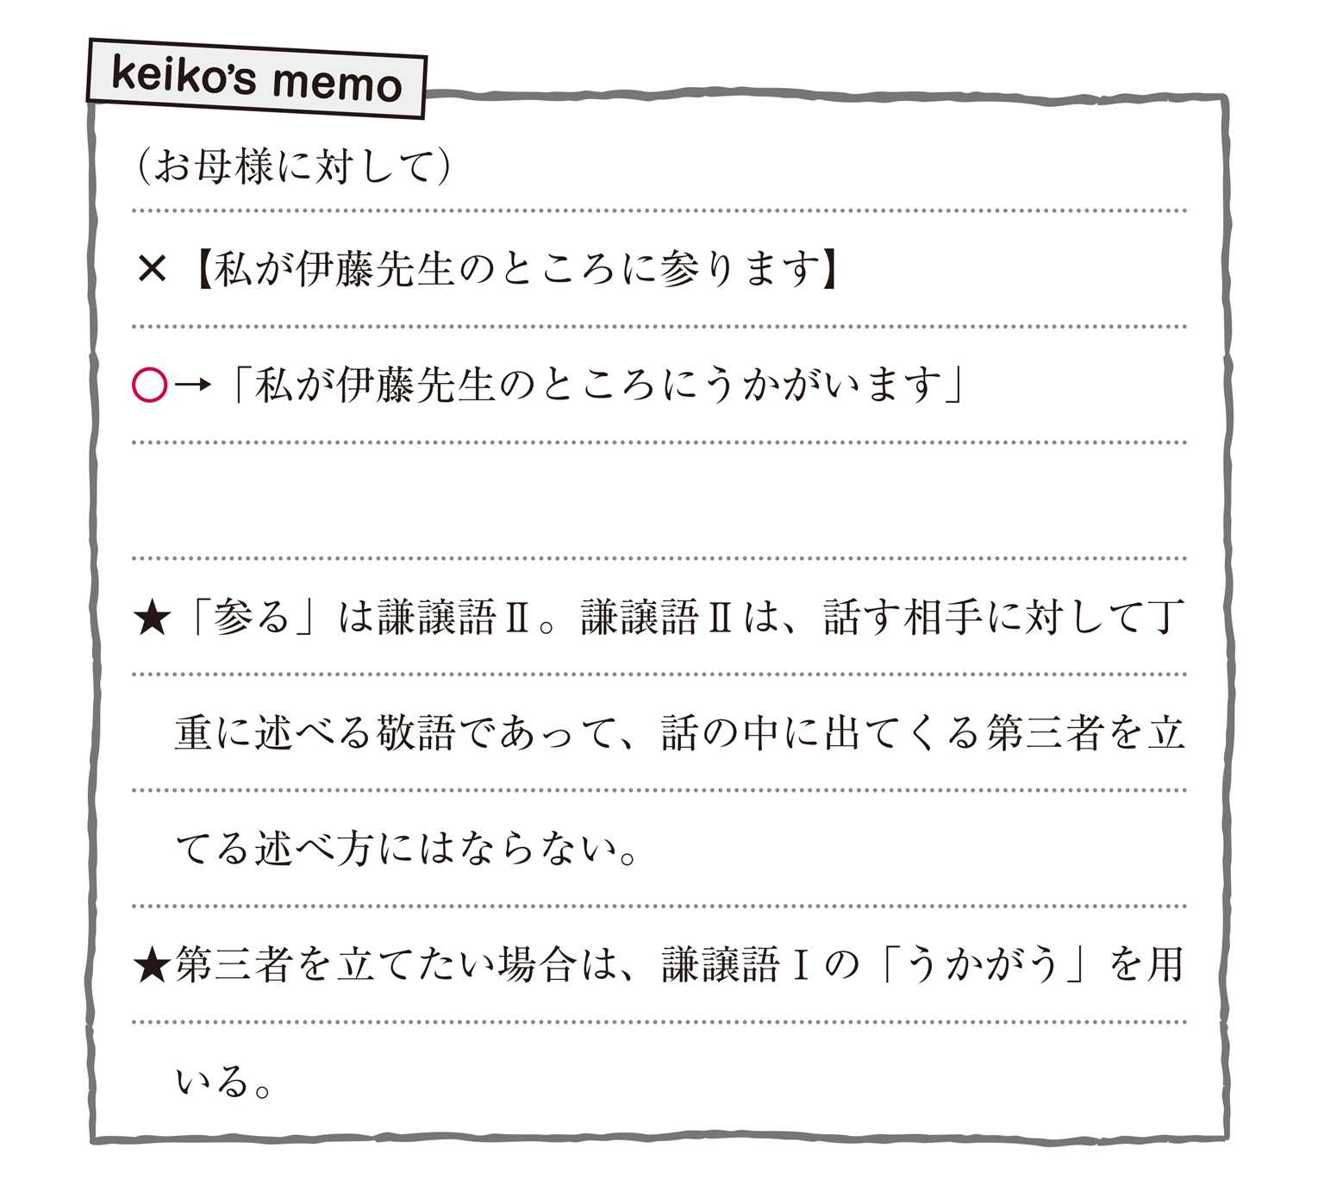 keiko's memo
（お母様に対して）
×【私が伊藤先生のところに参ります】
○→「私が伊藤先生のところにうかがいます」
★「参る」は謙譲語Ⅱ。謙譲語Ⅱは、話す相手に対して丁
重に述べる敬語であって、話の中に出てくる第三者を立
てる述べ方にはならない。
★第三者を立てたい場合は、謙譲語Ⅰの「うかがう」を用
いる。